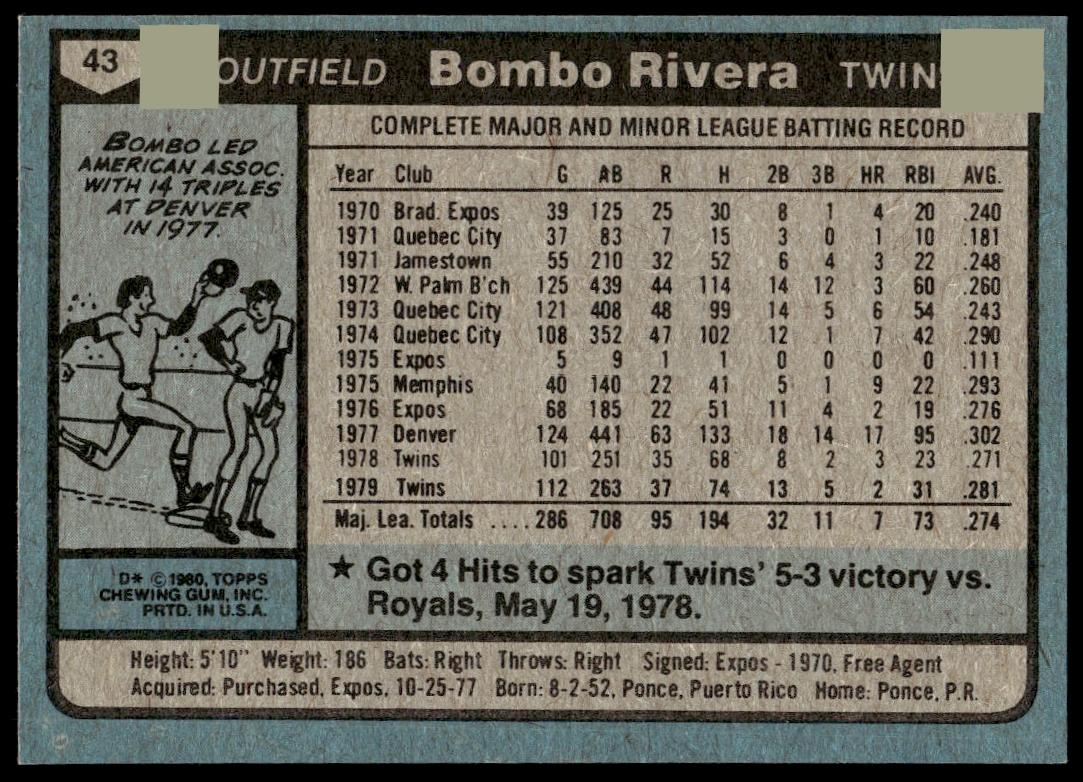 43 OUTFIELD Bombo Rivera TWIN
BOMBO LED
AMERICAN ASSOC.
WITH 14 TRIPLES
AT DENVER
IN 1977.
COMPLETE MAJOR AND MINOR LEAGUE BATTING RECORD
Year Club G AB R H 2B 3B HR RBI AVG.
1970 Brad. Expos 39 125 25 30 8 1 4 20 .240
1971 Quebec City 37 83 7 15 3 0 1 10 .181
1971 Jamestown 55 210 32 52 6 4 3 22 .248
1972 W. Palm B'ch 125 439 44 114 14 12 3 60 .260
1973 Quebec City 121 408 48 99 14 5 6 54 .243
1974 Quebec City 108 352 47 102 12 1 7 42 .290
1975 Expos 5 9 1 1 0 0 0 0 .111
1975 Memphis 40 140 22 41 5 1 9 22 .293
1976 Expos 68 185 22 51 11 4 2 19 .276
1977 Denver 124 441 63 133 18 14 17 95 .302
1978 Twins 101 251 35 68 8 2 3 23 .271
1979 Twins 112 263 37 74 13 5 2 31 .281
Maj. Lea. Totals ....286 708 95 194 32 11 7 73 .274
D* © 1980, TOPPS
CHEWING GUM, INC.
PRTD. IN U.S.A.
★ Got 4 Hits to spark Twins' 5-3 victory vs.
Royals, May 19, 1978.
Height: 5'10" Weight: 186 Bats: Right Throws: Right Signed: Expos - 1970, Free Agent
Acquired: Purchased, Expos, 10-25-77 Born: 8-2-52, Ponce, Puerto Rico Home: Ponce, P.R.